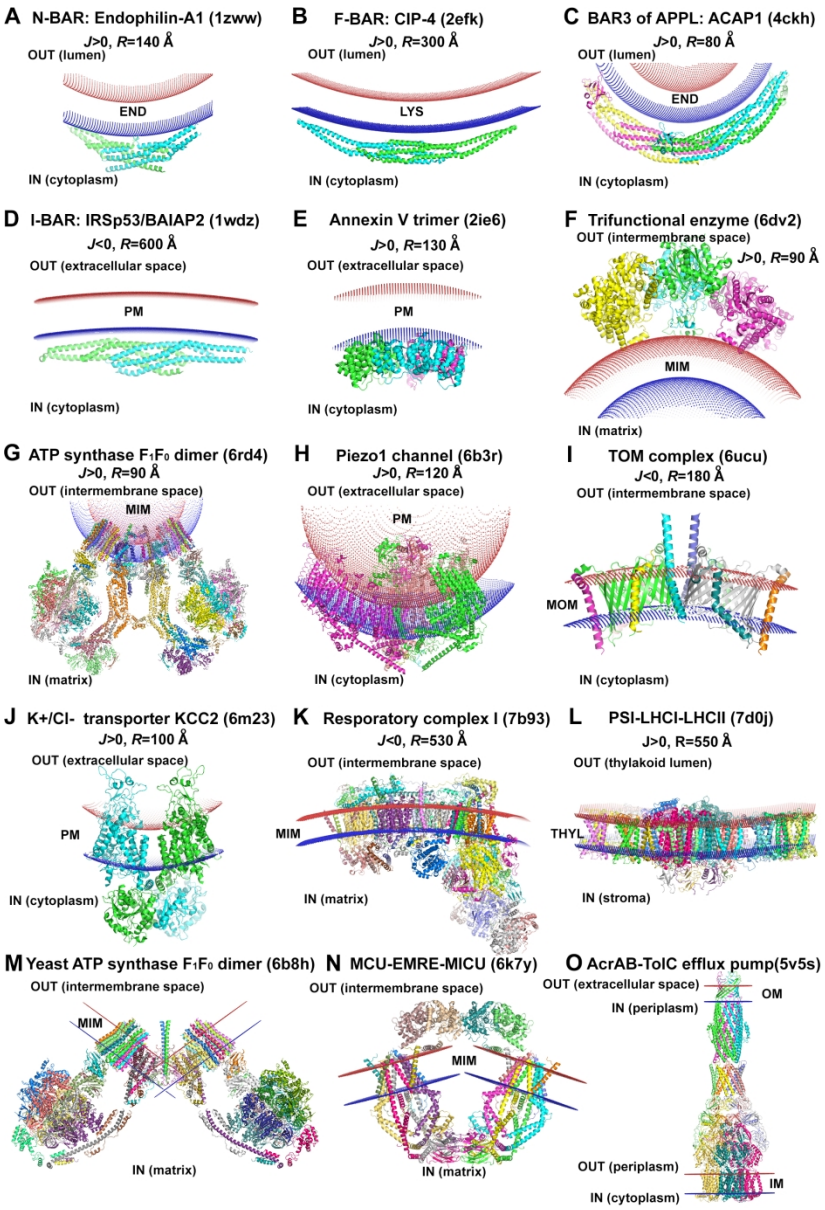 A N-BAR: Endophilin-A1 (1zww)
J>0, R=140 Å
OUT (lumen)
END
IN (cytoplasm)
B F-BAR: CIP-4 (2efk)
J>0, R=300 Å
OUT (lumen)
LYS
IN (cytoplasm)
C BAR3 of APPL: ACAP1 (4ckh)
J>0, R=80 Å
OUT (lumen)
END
IN (cytoplasm)
D I-BAR: IRSp53/BAIAP2 (1wdz)
J<0, R=600 Å
OUT (extracellular space)
PM
IN (cytoplasm)
E Annexin V trimer (2ie6)
J>0, R=130 Å
OUT (extracellular space)
PM
IN (cytoplasm)
F Trifunctional enzyme (6dv2)
OUT (intermembrane space)
J>0, R=90 Å
MIM
IN (matrix)
G ATP synthase F1F0 dimer (6rd4)
J>0, R=90 Å
OUT (intermembrane space)
MIM
IN (matrix)
H Piezo1 channel (6b3r)
J>0, R=120 Å
OUT (extracellular space)
PM
IN (cytoplasm)
I TOM complex (6ucu)
J<0, R=180 Å
OUT (intermembrane space)
MOM
IN (cytoplasm)
J K+/Cl- transporter KCC2 (6m23)
J>0, R=100 Å
OUT (extracellular space)
PM
IN (cytoplasm)
K Resporatory complex I (7b93)
J<0, R=530 Å
OUT (intermembrane space)
MIM
IN (matrix)
L PSI-LHCI-LHCII (7d0j)
J>0, R=550 Å
OUT (thylakoid lumen)
THYL
IN (stroma)
M Yeast ATP synthase F1F0 dimer (6b8h)
OUT (intermembrane space)
MIM
IN (matrix)
N MCU-EMRE-MICU (6k7y)
OUT (intermembrane space)
MIM
IN (matrix)
O AcrAB-TolC efflux pump(5v5s)
OUT (extracellular space)
OM
IN (periplasm)
OUT (periplasm)
IM
IN (cytoplasm)